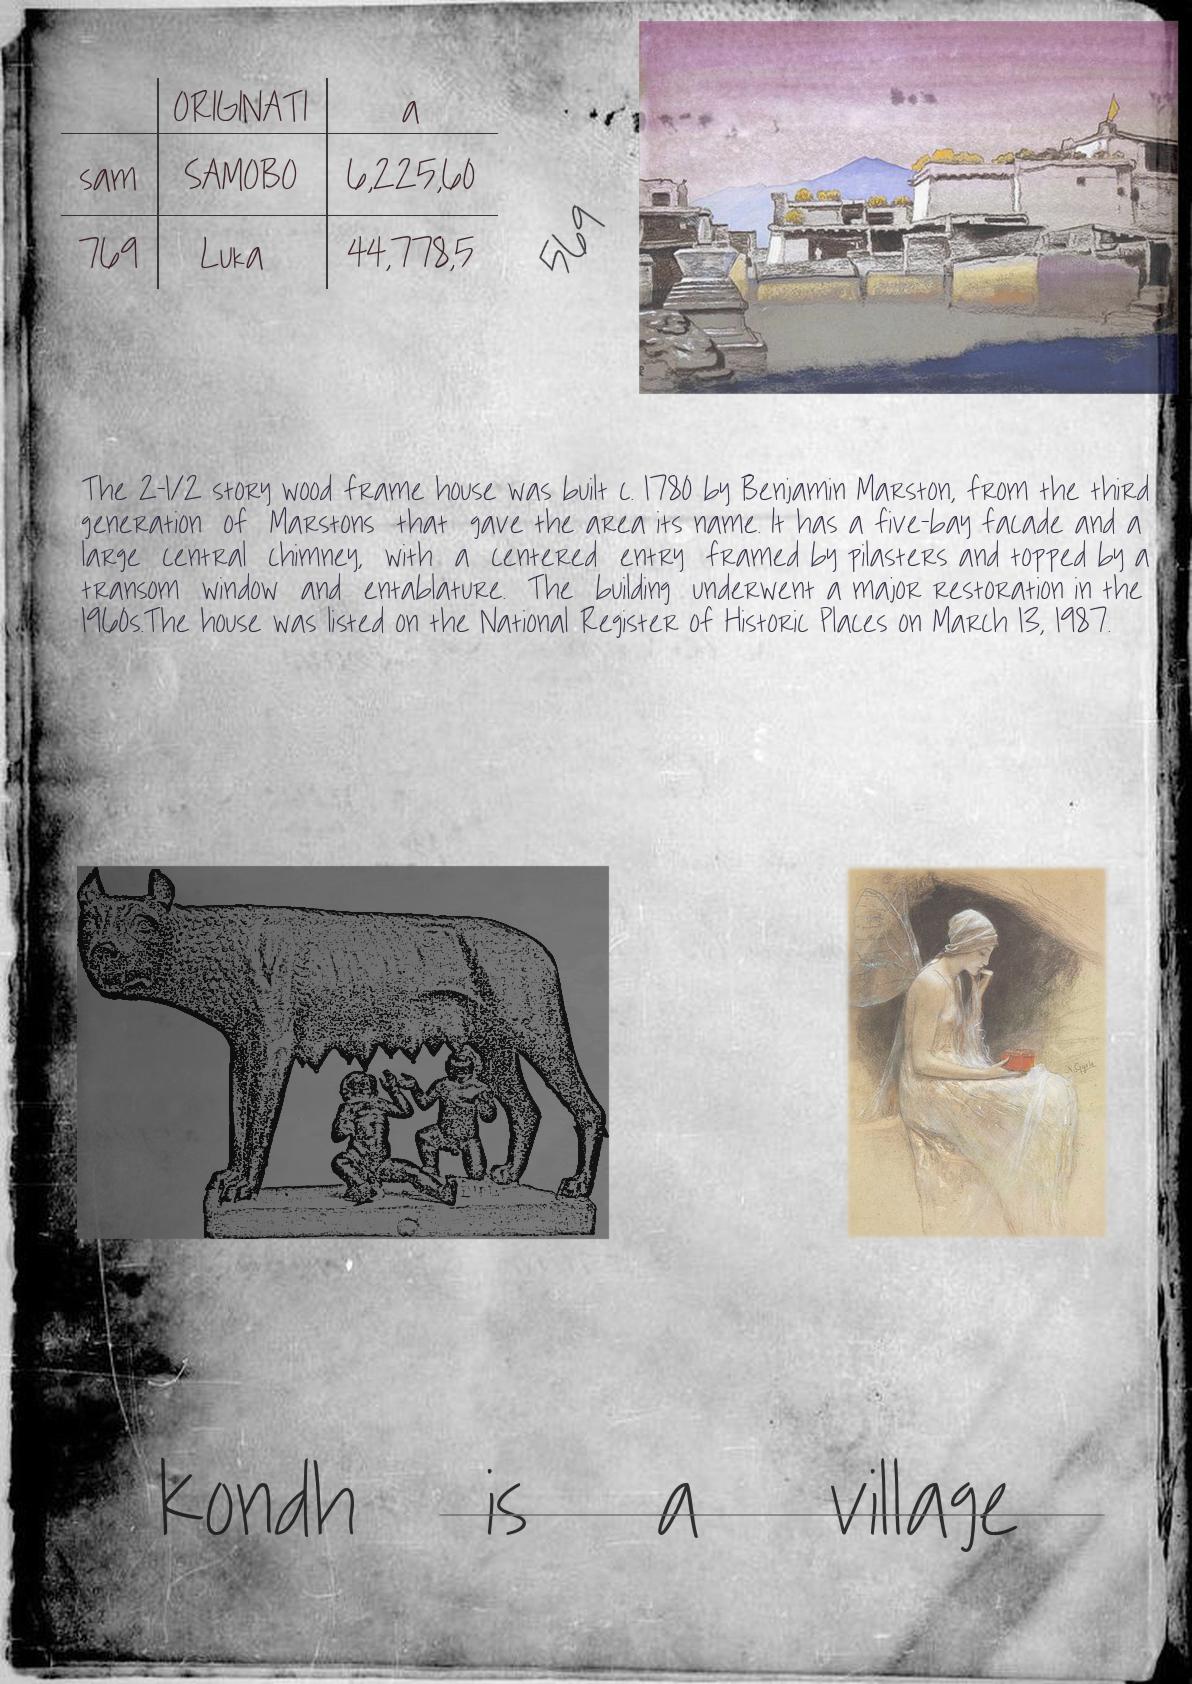 ORIGINATI a
sam SAMOBO 6,225,60
769 Luka 44,778,5
569
The 2-1/2 story wood frame house was built c. 1780 by Benjamin Marston, from the third
generation of Marstons that gave the area its name. It has a five-bay facade and a
large central chimney, with a centered entry framed by pilasters and topped by a
transom window and entablature. The building underwent a major restoration in the
1960s.The house was listed on the National Register of Historic Places on March 13, 1987.
N. Gysis
kondh is a village